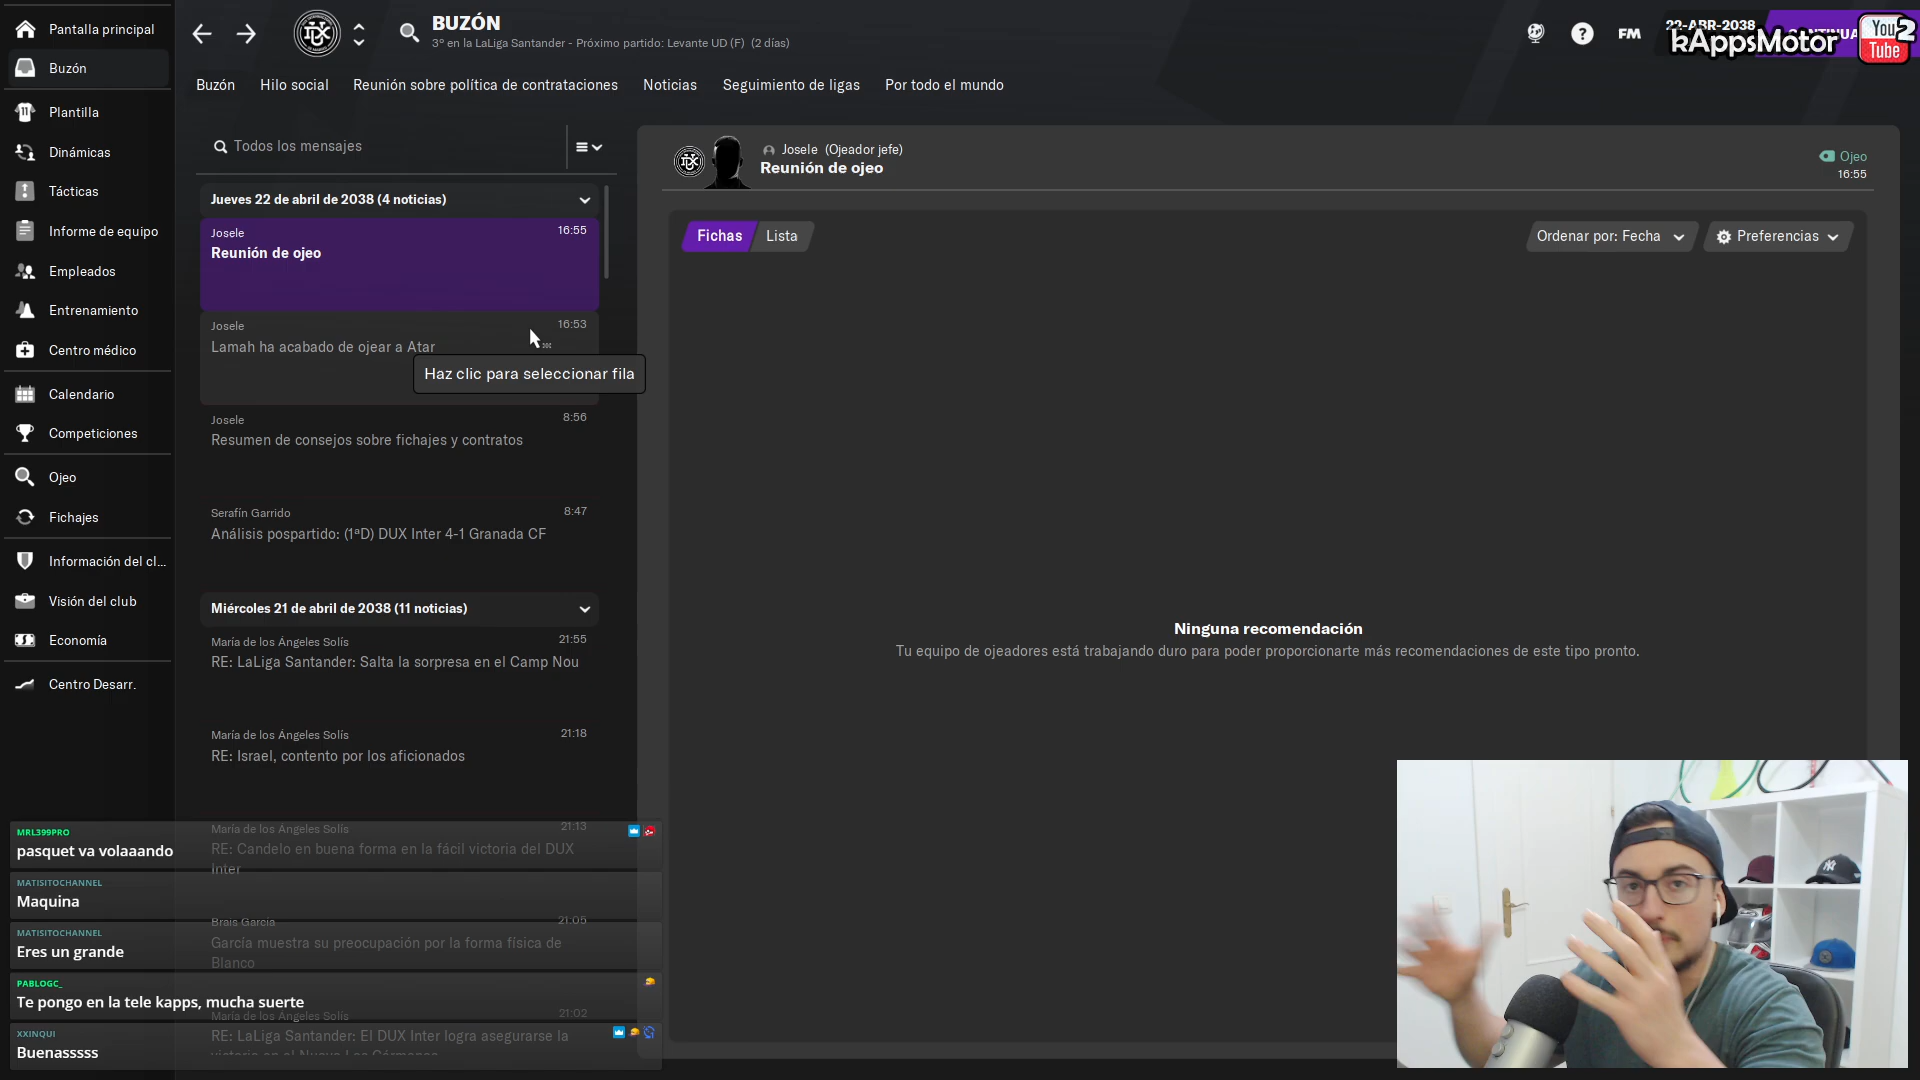 Pantalla principal
Buzón
Plantilla
Dinámicas
Tácticas
Informe de equipo
Empleados
Entrenamiento
Centro médico
Calendario
Competiciones
Ojeo
Fichajes
Información del cl...
Visión del club
Economía
Centro Desarr.
BUZÓN
3º en la LaLiga Santander - Próximo partido: Levante UD (F) (2 días)
FM
22-ABR-2038
kAppsMotor
You
Tube
2
Buzón
Hilo social
Reunión sobre política de contrataciones
Noticias
Seguimiento de ligas
Por todo el mundo
Todos los mensajes
Jueves 22 de abril de 2038 (4 noticias)
Josele
16:55
Reunión de ojeo
Josele
16:53
Lamah ha acabado de ojear a Atar
Haz clic para seleccionar fila
Josele
8:56
Resumen de consejos sobre fichajes y contratos
Serafín Garrido
8:47
Análisis pospartido: (1ªD) DUX Inter 4-1 Granada CF
Miércoles 21 de abril de 2038 (11 noticias)
María de los Ángeles Solís
21:55
RE: LaLiga Santander: Salta la sorpresa en el Camp Nou
María de los Ángeles Solís
21:18
RE: Israel, contento por los aficionados
María de los Ángeles Solís
21:13
RE: Candelo en buena forma en la fácil victoria del DUX
Inter
Brais García
21:05
García muestra su preocupación por la forma física de
Blanco
María de los Ángeles Solís
21:02
RE: LaLiga Santander: El DUX Inter logra asegurarse la
MRL399PRO
pasquet va volaaando
MATISITOCHANNEL
Maquina
MATISITOCHANNEL
Eres un grande
PABLOGC_
Te pongo en la tele kapps, mucha suerte
XXINQUI
Buenasssss
Josele (Ojeador jefe)
Reunión de ojeo
Ojeo
16:55
Fichas
Lista
Ordenar por: Fecha
Preferencias
Ninguna recomendación
Tu equipo de ojeadores está trabajando duro para poder proporcionarte más recomendaciones de este tipo pronto.